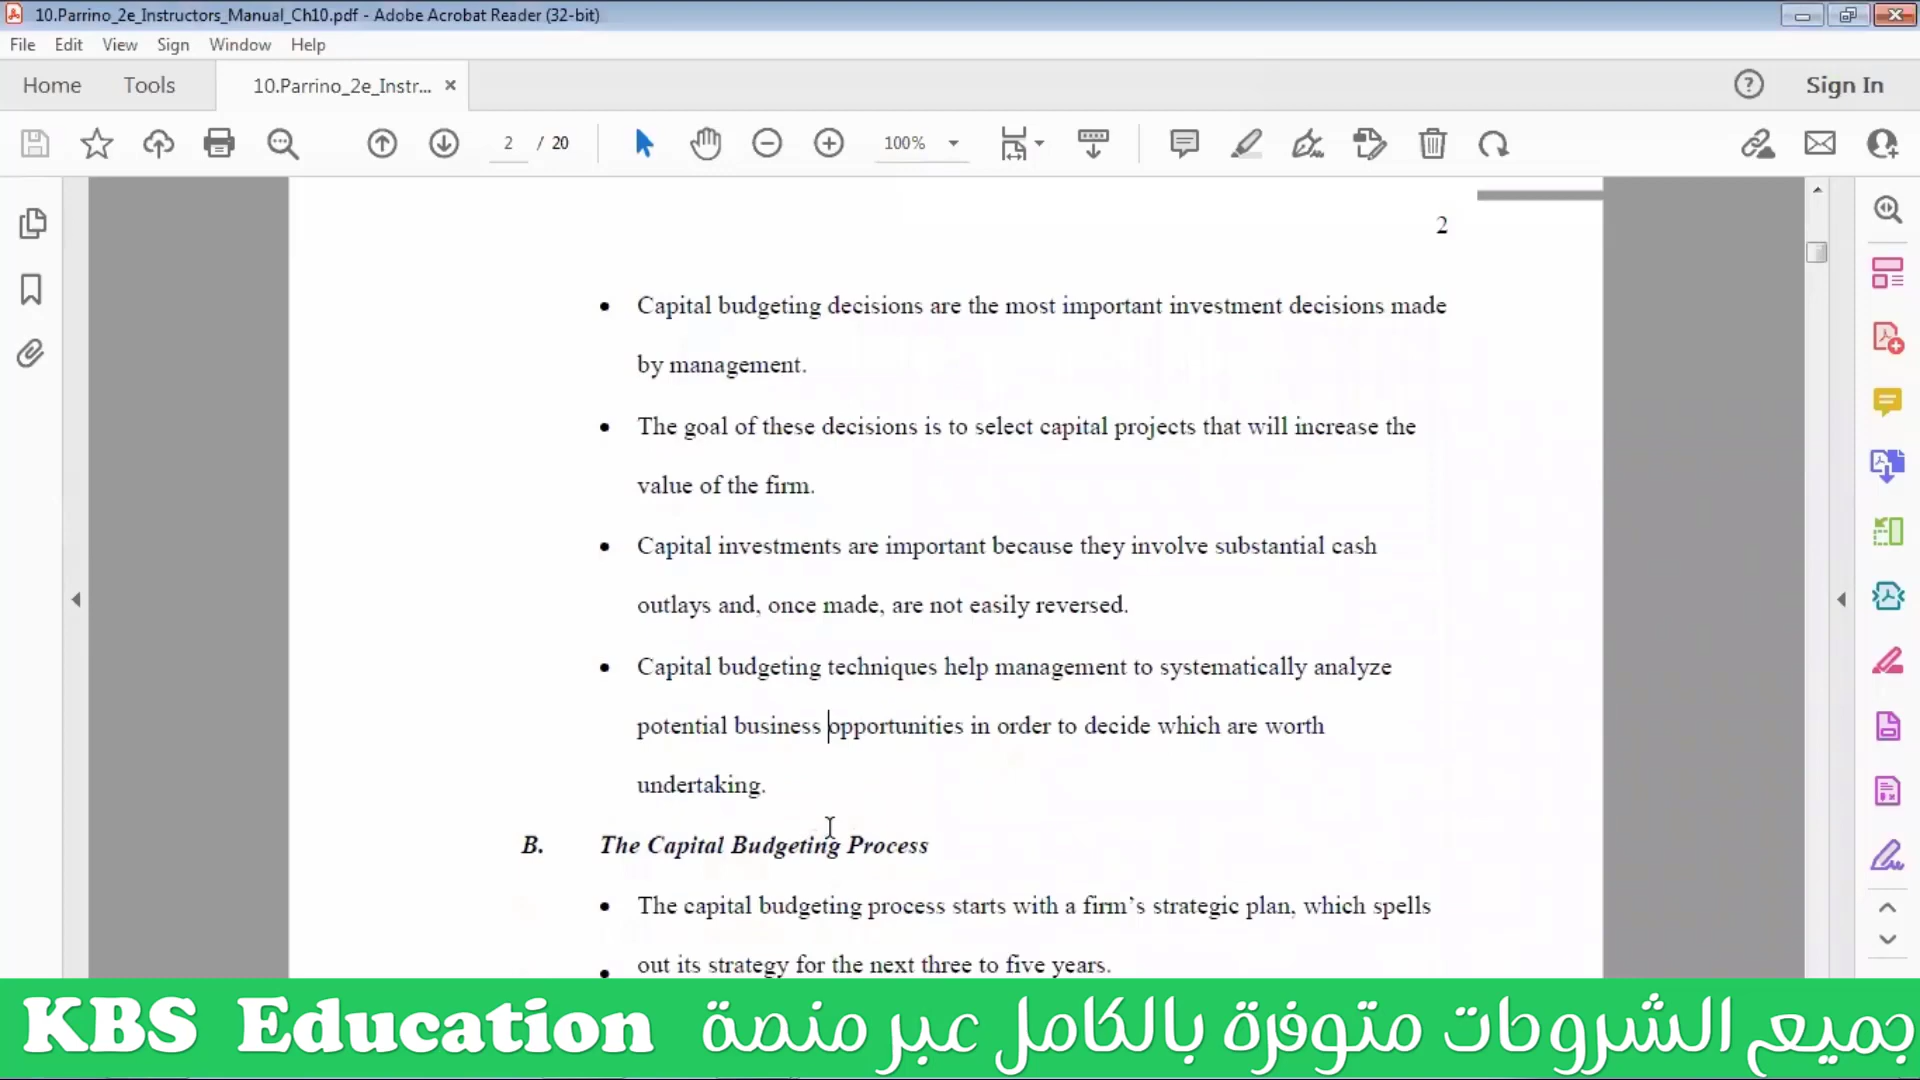 10.Parrino_2e_Instructors_Manual_Ch10.pdf - Adobe Acrobat Reader (32-bit)
File Edit View Sign Window Help
Home Tools 10.Parrino_2e_Instr... × ? Sign In
2 / 20 100%
2
• Capital budgeting decisions are the most important investment decisions made
by management.
• The goal of these decisions is to select capital projects that will increase the
value of the firm.
• Capital investments are important because they involve substantial cash
outlays and, once made, are not easily reversed.
• Capital budgeting techniques help management to systematically analyze
potential business opportunities in order to decide which are worth
undertaking.
B. The Capital Budgeting Process
• The capital budgeting process starts with a firm’s strategic plan, which spells
out its strategy for the next three to five years.
جميع الشروحات متوفرة بالكامل عبر منصة KBS Education